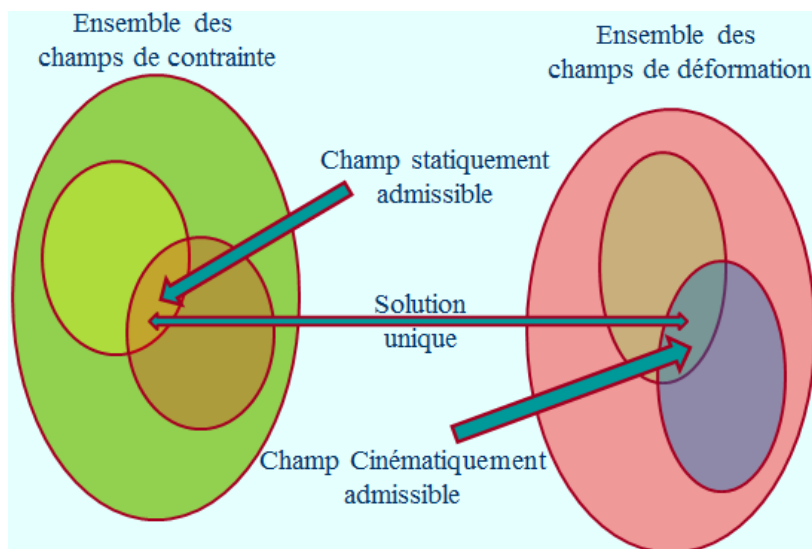 Ensemble des
champs de contrainte
Ensemble des
champs de déformation
Champ statiquement
admissible
Solution
unique
Champ Cinématiquement
admissible